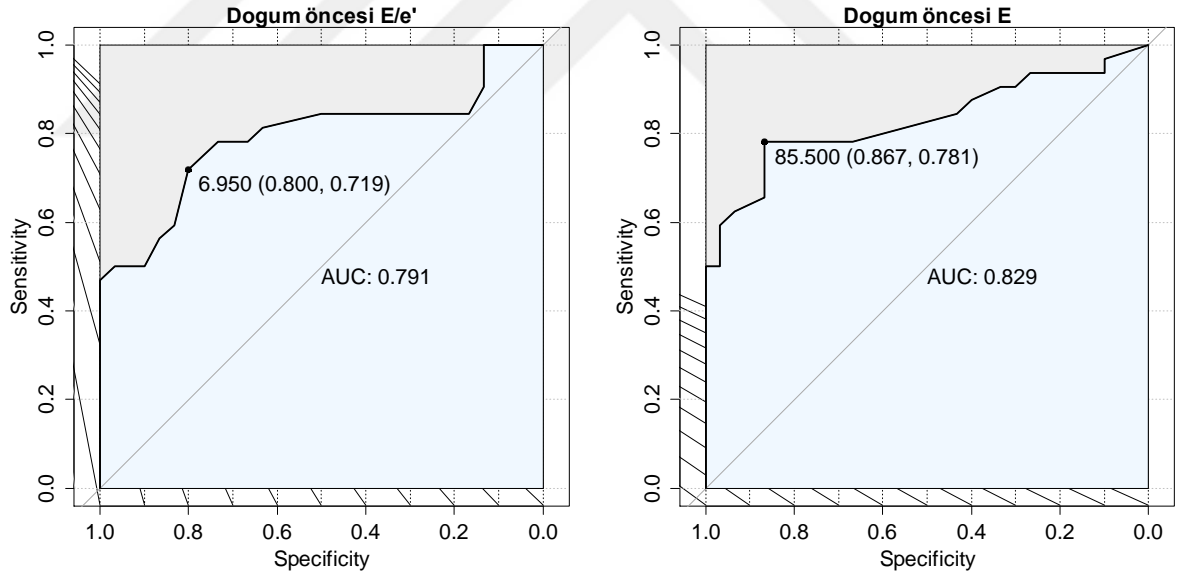 Dogum öncesi E/e'
1.0
0.8
0.6
0.4
0.2
0.0
Sensitivity
6.950 (0.800, 0.719)
AUC: 0.791
1.0 0.8 0.6 0.4 0.2 0.0
Specificity
Dogum öncesi E
1.0
0.8
0.6
0.4
0.2
0.0
Sensitivity
85.500 (0.867, 0.781)
AUC: 0.829
1.0 0.8 0.6 0.4 0.2 0.0
Specificity